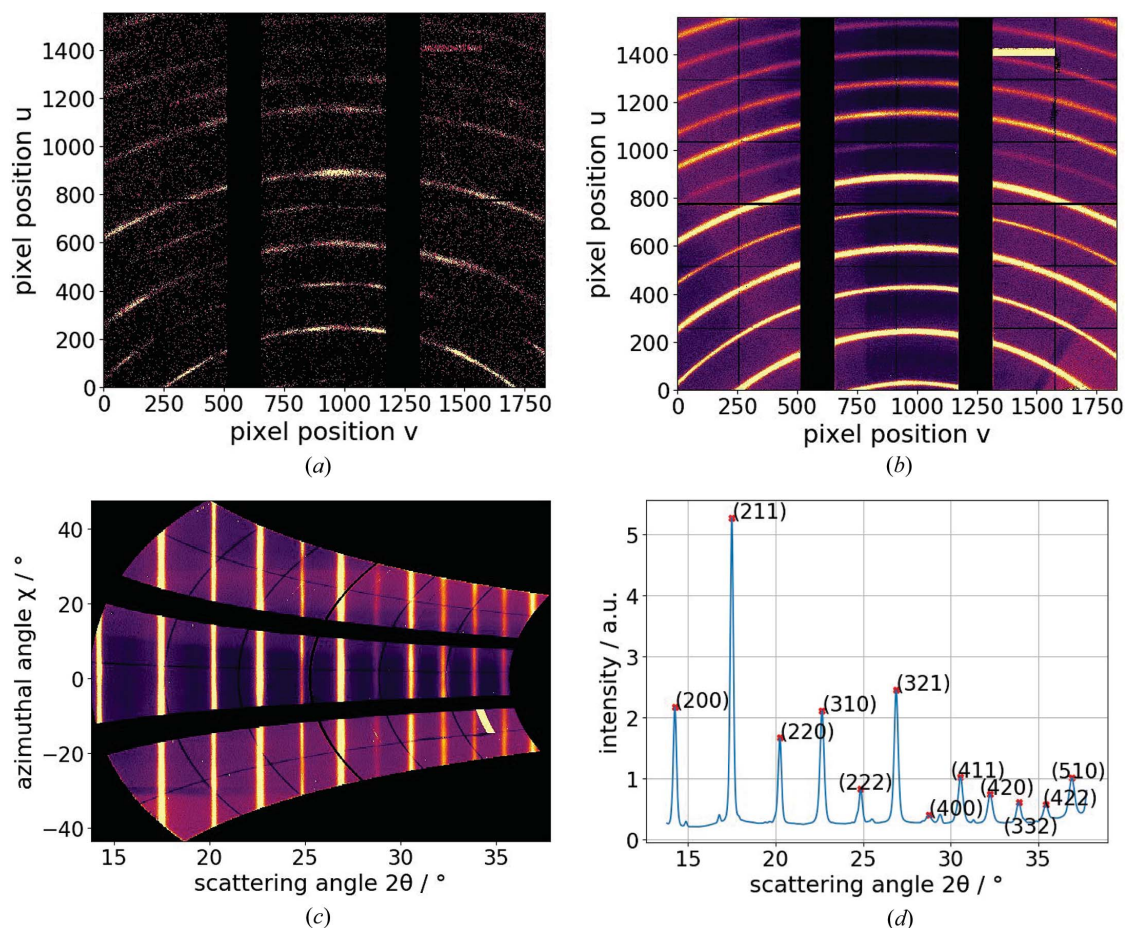 1400
1200
1000
800
600
400
200
0
pixel position u
0 250 500 750 1000 1250 1500 1750
pixel position v
(a)
1400
1200
1000
800
600
400
200
0
pixel position u
0 250 500 750 1000 1250 1500 1750
pixel position v
(b)
40
20
0
−20
−40
azimuthal angle χ / °
15 20 25 30 35
scattering angle 2θ / °
(c)
5
4
3
2
1
0
intensity / a.u.
(211)
(200)
(220)
(310)
(222)
(321)
(400)
(411)
(420)
(332)
(422)
(510)
15 20 25 30 35
scattering angle 2θ / °
(d)